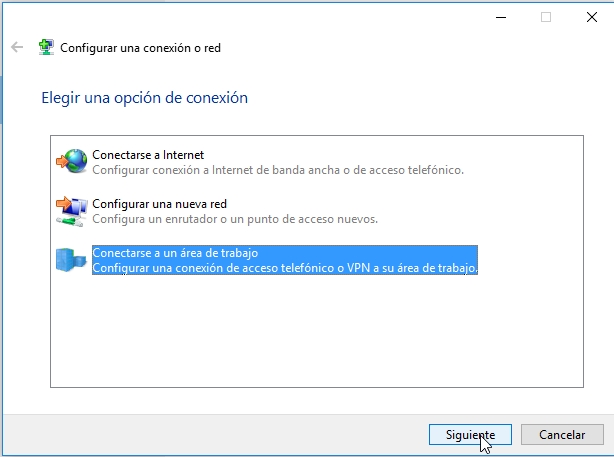 Configurar una conexión o red
Elegir una opción de conexión
Conectarse a Internet
Configurar conexión a Internet de banda ancha o de acceso telefónico.
Configurar una nueva red
Configura un enrutador o un punto de acceso nuevos.
Conectarse a un área de trabajo
Configurar una conexión de acceso telefónico o VPN a su área de trabajo.
Siguiente
Cancelar